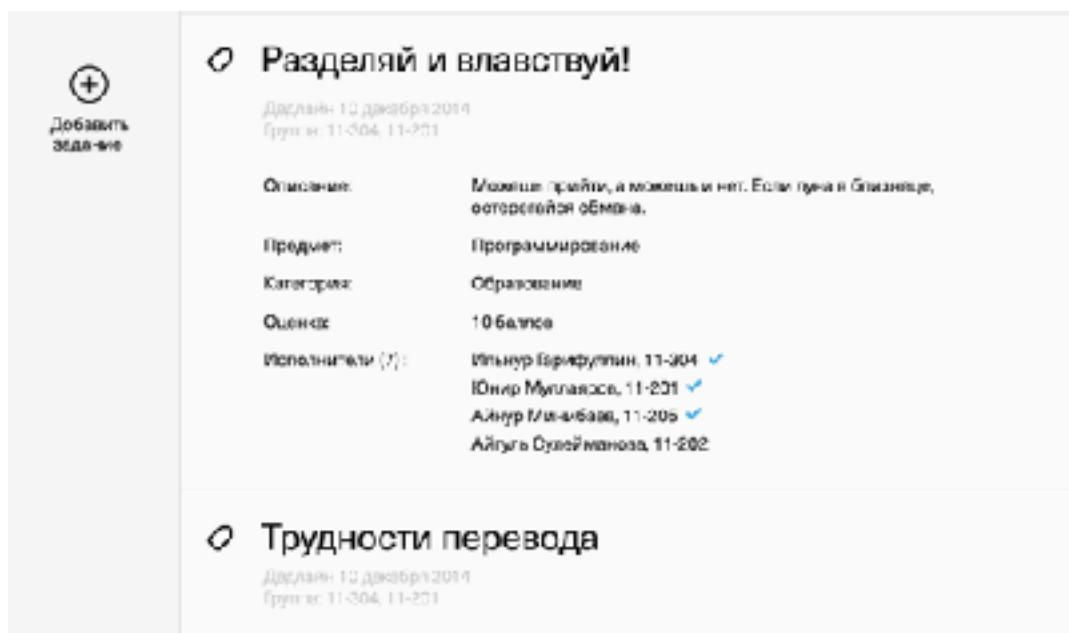 Разделяй и влавствуй!
Дедлайн 10 декабря 2014
Группы: 11-304, 11-201
Добавить
задание
Описание:
Можешь прийти, а можешь и нет. Если луна в близнеце,
остерегайся обмана.
Предмет:
Программирование
Категория:
Образование
Оценка:
10 баллов
Исполнители (7):
Ильнур Гарифуллин, 11-304
Юнир Муллаяров, 11-201
Айнур Минибаев, 11-205
Айгуль Сулейманова, 11-202
Трудности перевода
Дедлайн 10 декабря 2014
Группы: 11-304, 11-201